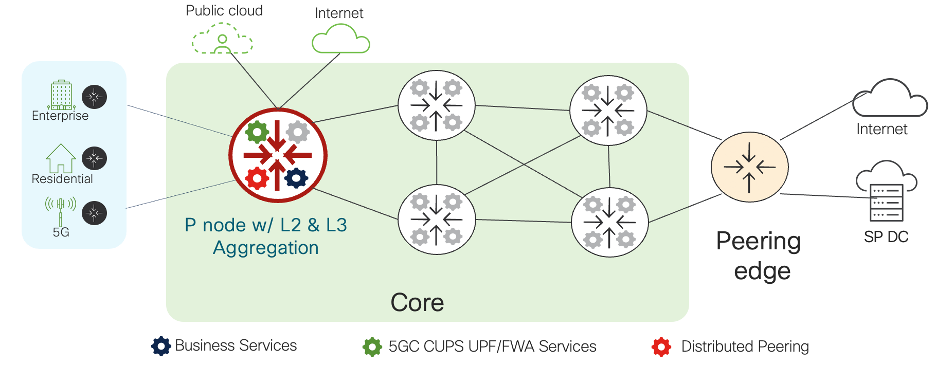 Public cloud
Internet
Enterprise
Residential
5G
P node w/ L2 & L3
Aggregation
Core
Peering
edge
Internet
SP DC
Business Services
5GC CUPS UPF/FWA Services
Distributed Peering